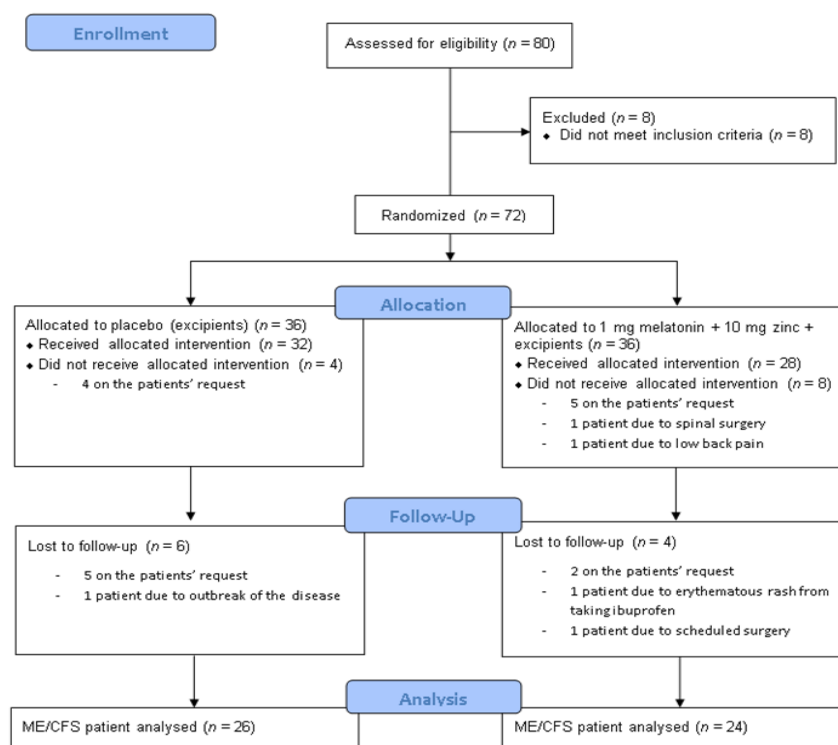 Enrollment
Assessed for eligibility (n = 80)
Excluded (n = 8)
◆ Did not meet inclusion criteria (n = 8)
Randomized (n = 72)
Allocation
Allocated to placebo (excipients) (n = 36)
◆ Received allocated intervention (n = 32)
◆ Did not receive allocated intervention (n = 4)
- 4 on the patients' request
Allocated to 1 mg melatonin + 10 mg zinc +
excipients (n = 36)
◆ Received allocated intervention (n = 28)
◆ Did not receive allocated intervention (n = 8)
- 5 on the patients' request
- 1 patient due to spinal surgery
- 1 patient due to low back pain
Follow-Up
Lost to follow-up (n = 6)
- 5 on the patients' request
- 1 patient due to outbreak of the disease
Lost to follow-up (n = 4)
- 2 on the patients' request
- 1 patient due to erythematous rash from
taking ibuprofen
- 1 patient due to scheduled surgery
Analysis
ME/CFS patient analysed (n = 26)
ME/CFS patient analysed (n = 24)